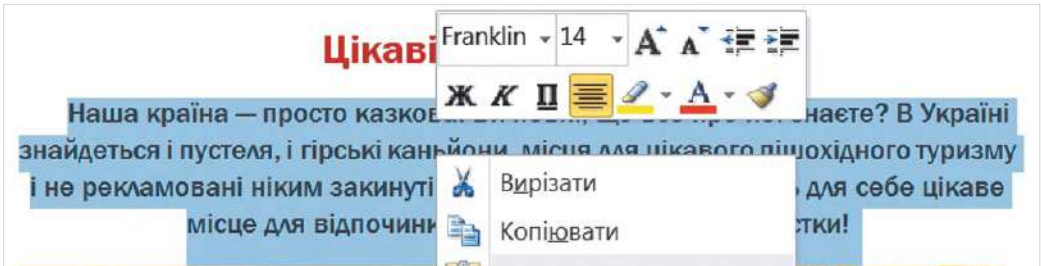 Цікаві
Franklin 14
Ж К П
Наша країна — просто казкова знаєте? В Україні
знайдеться і пустеля, і гірські каньйони, місця для цікавого пішохідного туризму
і не рекламовані ніким закинуті для себе цікаве
місце для відпочинк стки!
Вирізати
Копіювати